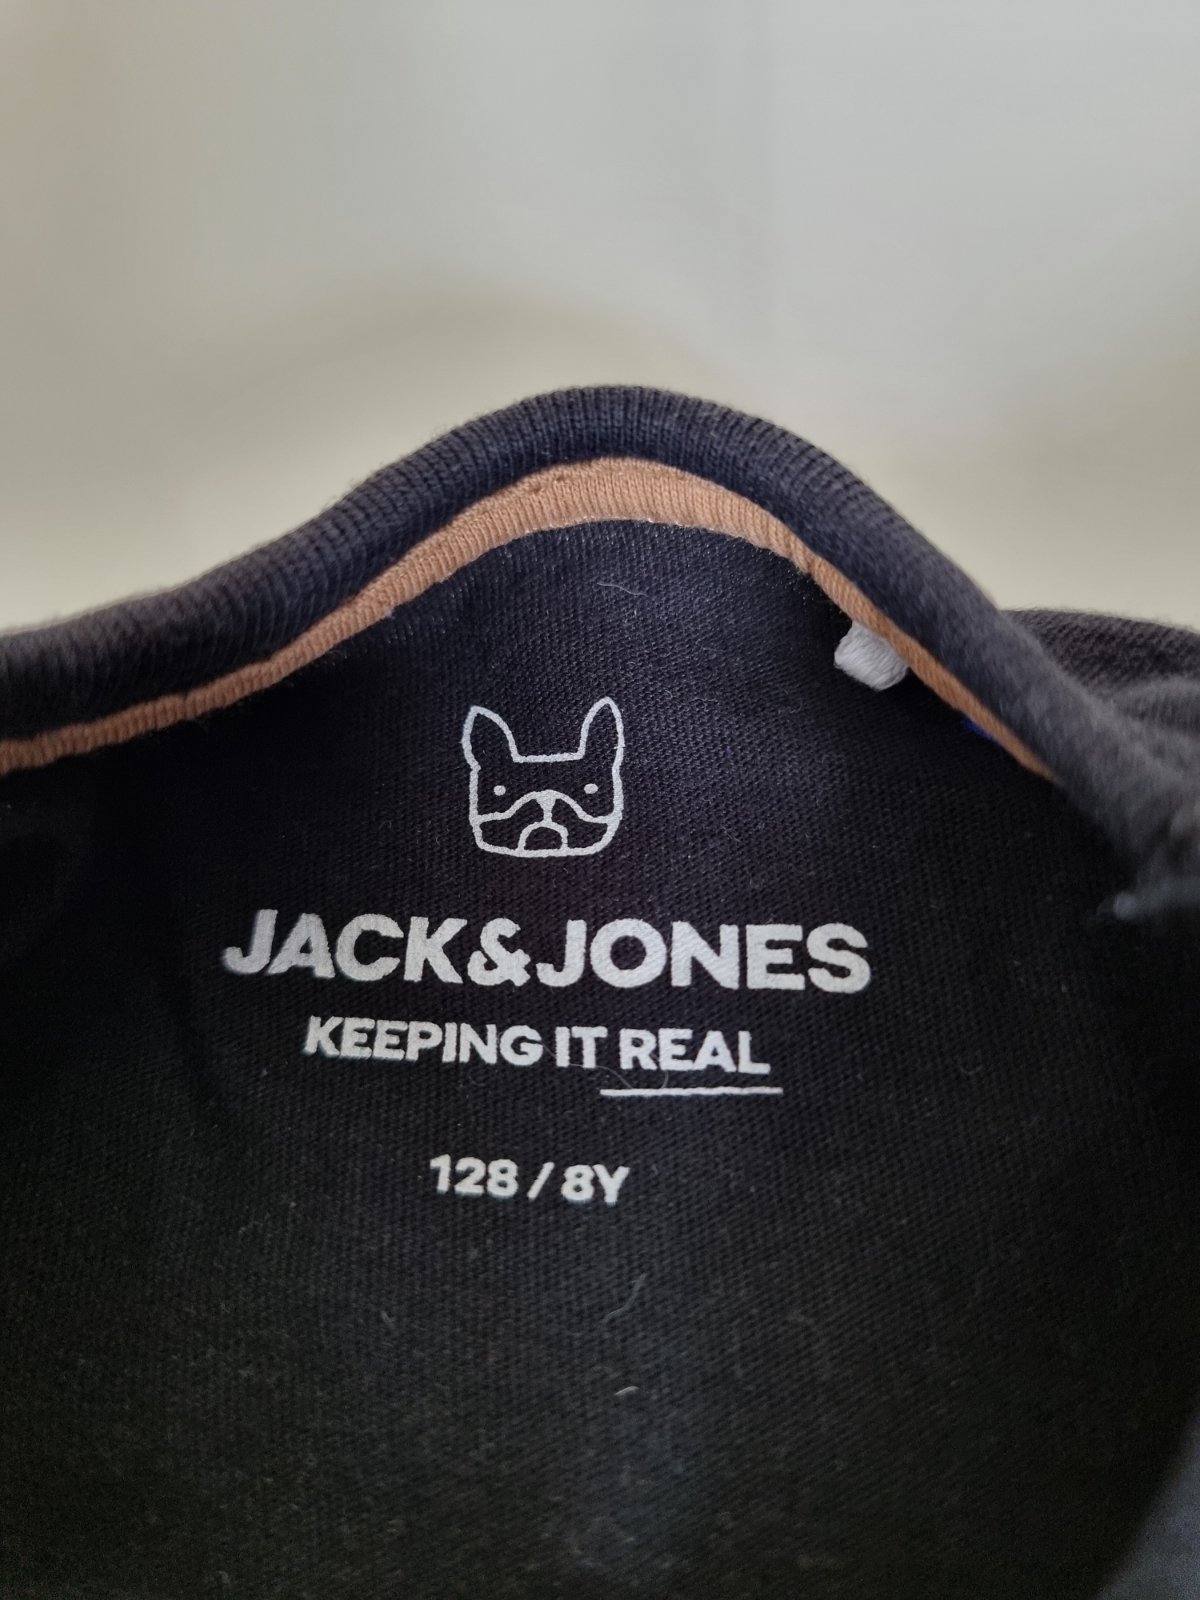 JACK&JONES
KEEPING IT REAL
128 / 8Y